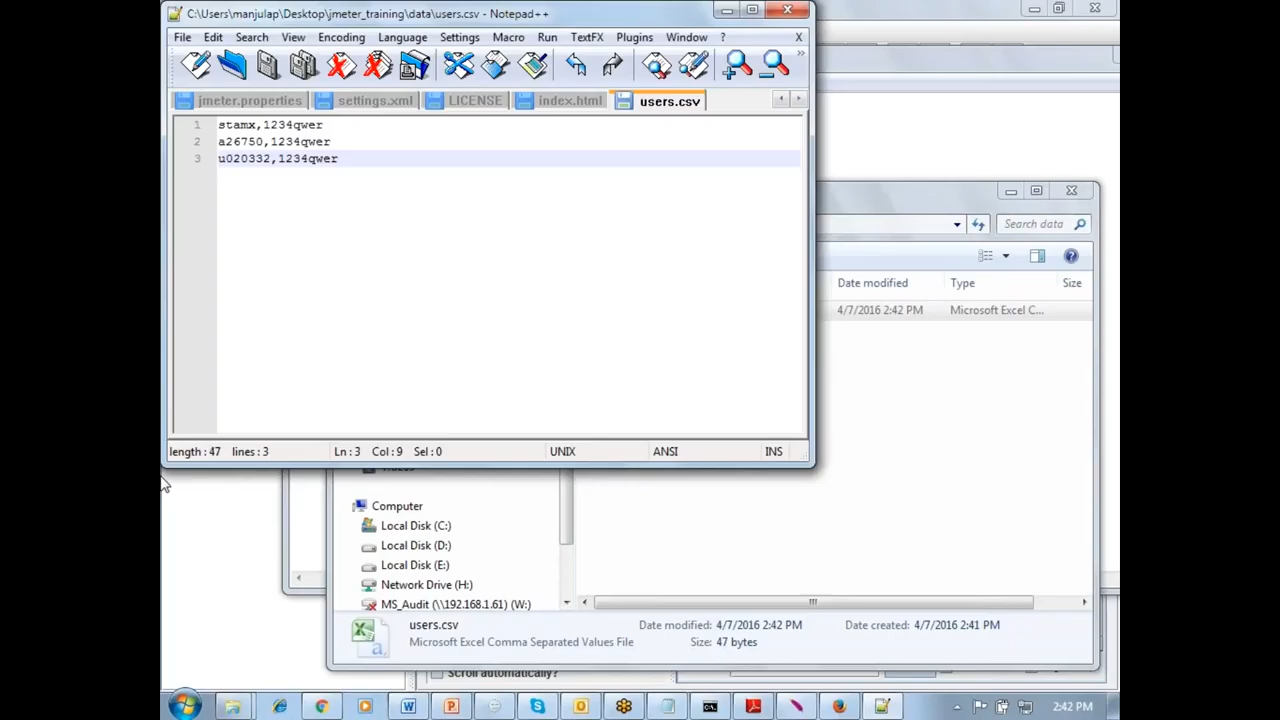 C:\Users\manjulap\Desktop\jmeter_training\data\users.csv - Notepad++
File Edit Search View Encoding Language Settings Macro Run TextFX Plugins Window ? X
jmeter.properties settings.xml LICENSE index.html users.csv
1 stamx,1234qwer
2 a26750,1234qwer
3 u020332,1234qwer
Search data
Date modified Type Size
4/7/2016 2:42 PM Microsoft Excel C...
length : 47 lines : 3 Ln : 3 Col : 9 Sel : 0 UNIX ANSI INS
Computer
Local Disk (C:)
Local Disk (D:)
Local Disk (E:)
Network Drive (H:)
MS_Audit (\\192.168.1.61) (W:)
users.csv Date modified: 4/7/2016 2:42 PM Date created: 4/7/2016 2:41 PM
Microsoft Excel Comma Separated Values File Size: 47 bytes
Scroll automatically?
2:42 PM